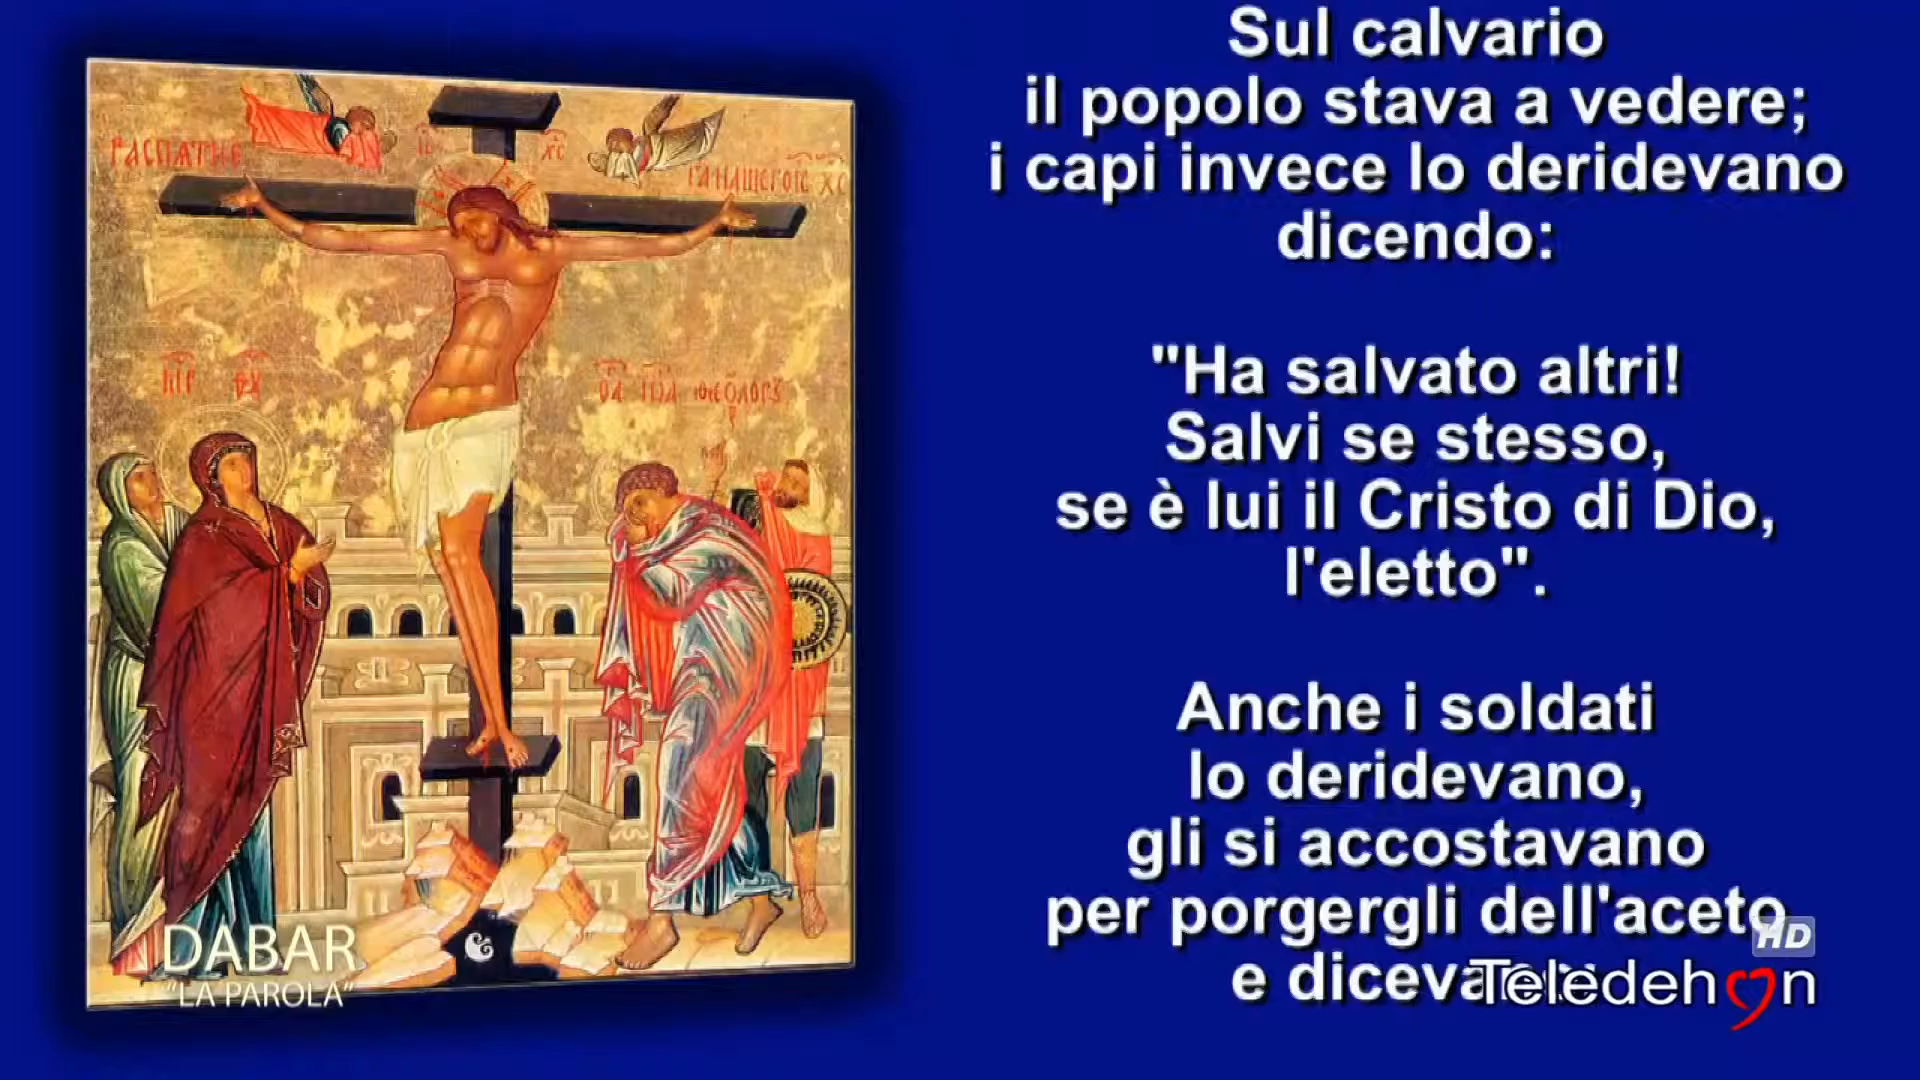 Sul calvario
il popolo stava a vedere;
i capi invece lo deridevano
dicendo:
"Ha salvato altri!
Salvi se stesso,
se è lui il Cristo di Dio,
l'eletto".
Anche i soldati
lo deridevano,
gli si accostavano
per porgergli dell'aceto
e
HD
Teledehon
DABAR
"LA PAROLA"